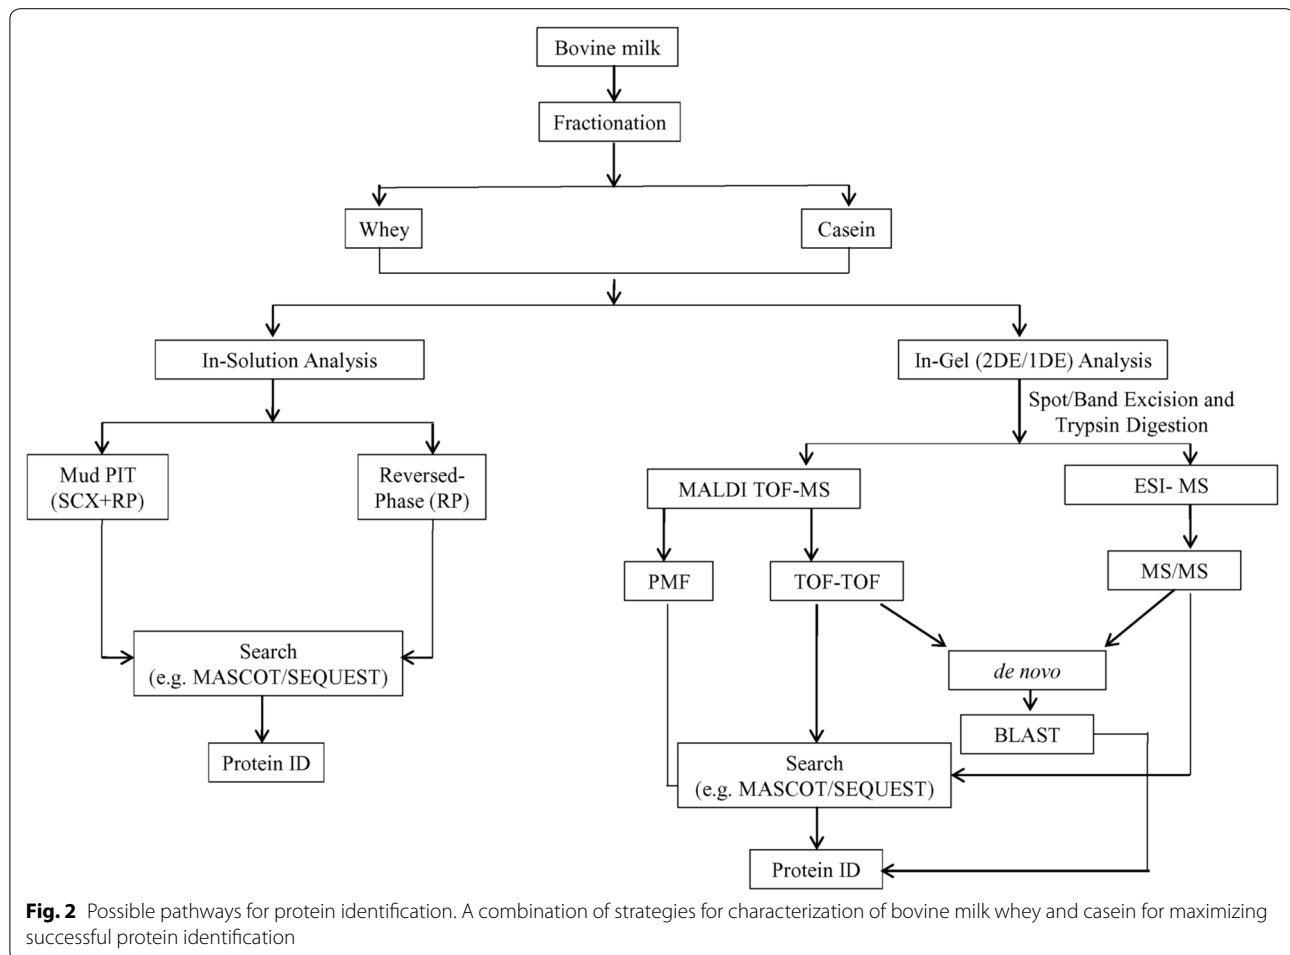 Bovine milk
Fractionation
Whey
Casein
In-Solution Analysis
In-Gel (2DE/1DE) Analysis
Spot/Band Excision and
Trypsin Digestion
Mud PIT
(SCX+RP)
Reversed-
Phase (RP)
MALDI TOF-MS
ESI- MS
PMF
TOF-TOF
MS/MS
Search
(e.g. MASCOT/SEQUEST)
de novo
BLAST
Protein ID
Search
(e.g. MASCOT/SEQUEST)
Protein ID
Fig. 2 Possible pathways for protein identification. A combination of strategies for characterization of bovine milk whey and casein for maximizing
successful protein identification